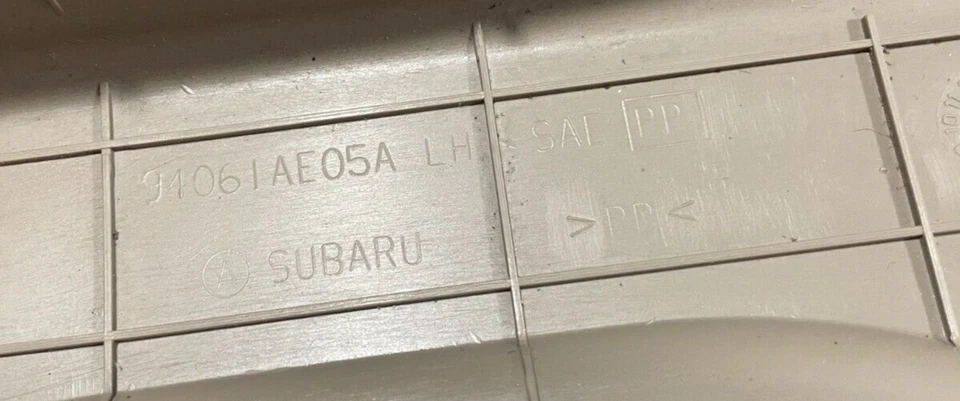 94061AE05A LH SAF PP
Ⓐ SUBARU >PP<